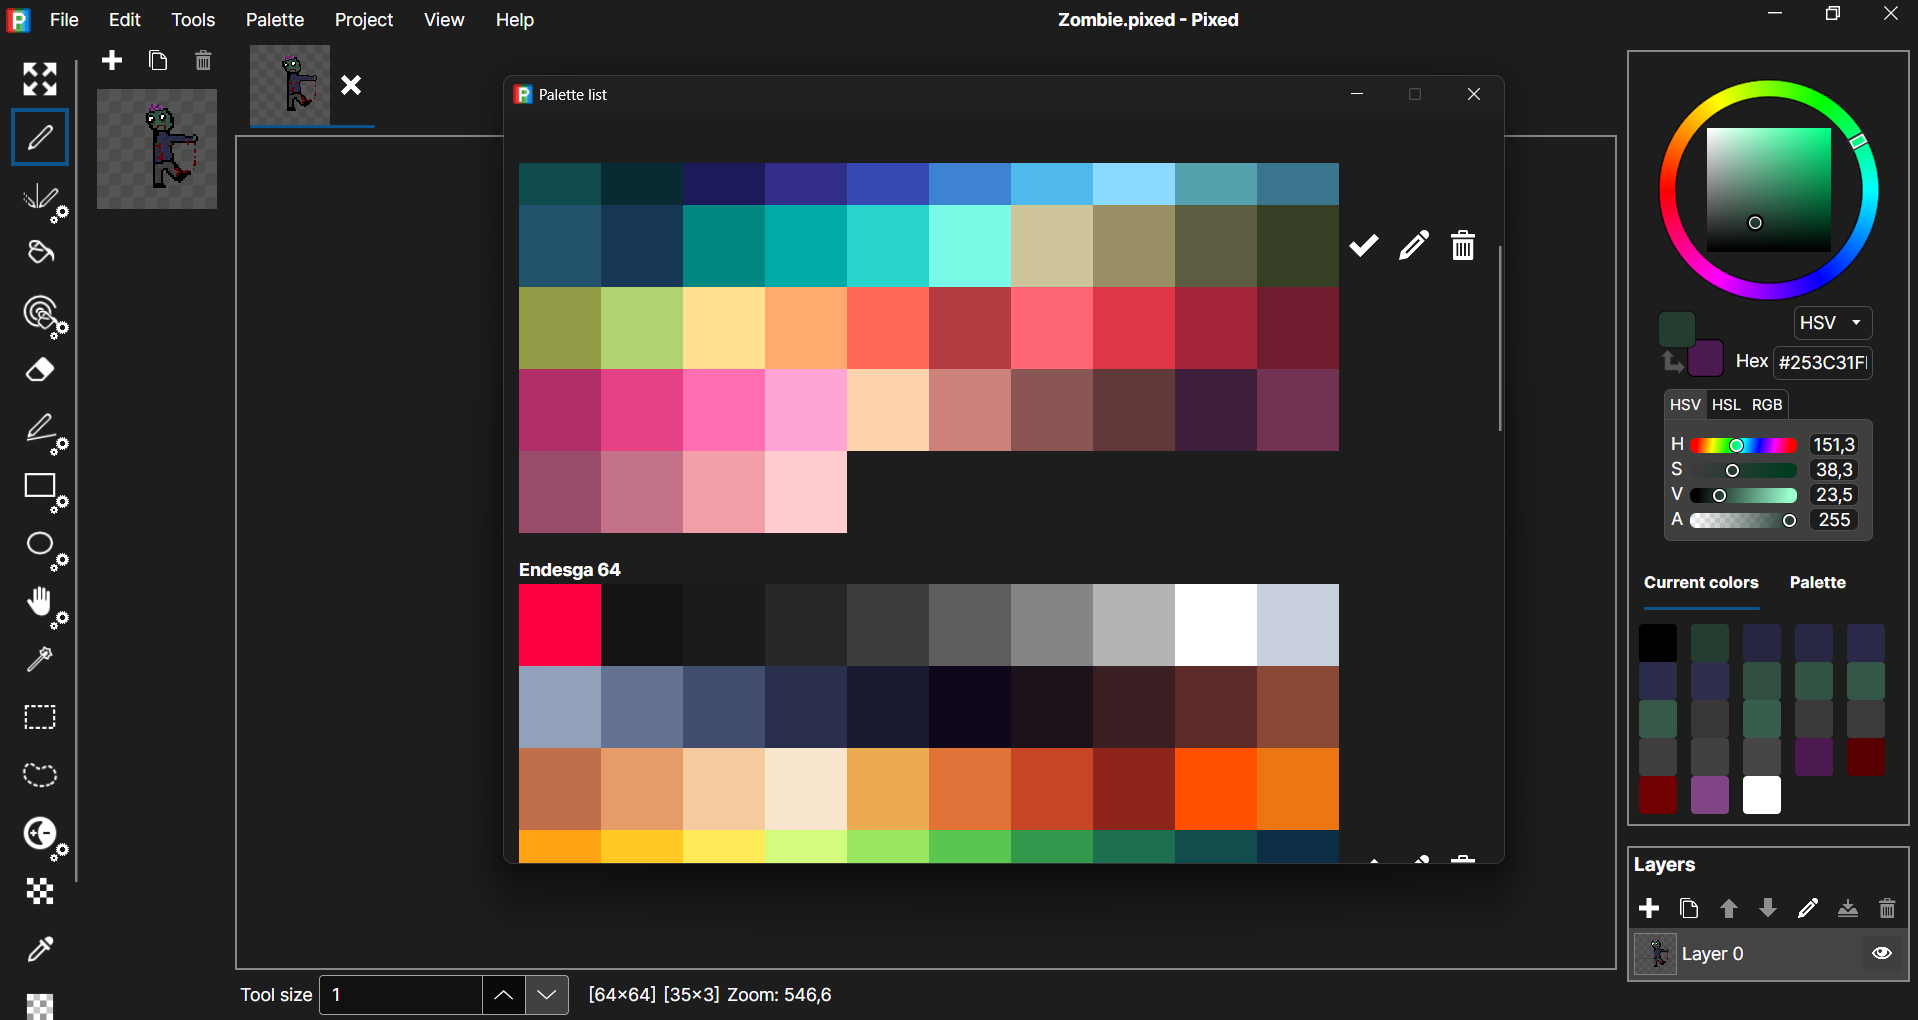 File Edit Tools Palette Project View Help
Zombie.pixed - Pixed
Palette list
Endesga 64
HSV
Hex #253C31F
HSV HSL RGB
H 151,3
S 38,3
V 23,5
A 255
Current colors Palette
Layers
Layer 0
Tool size 1 [64×64] [35×3] Zoom: 546,6